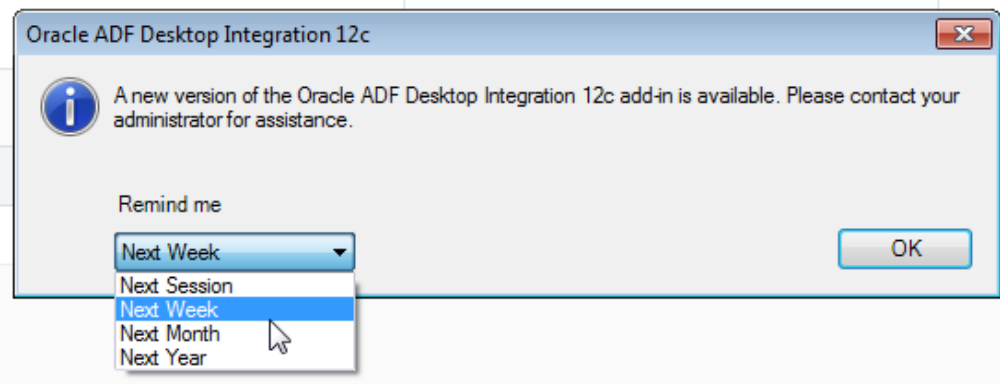 Oracle ADF Desktop Integration 12c
A new version of the Oracle ADF Desktop Integration 12c add-in is available. Please contact your
administrator for assistance.
Remind me
Next Week
OK
Next Session
Next Week
Next Month
Next Year